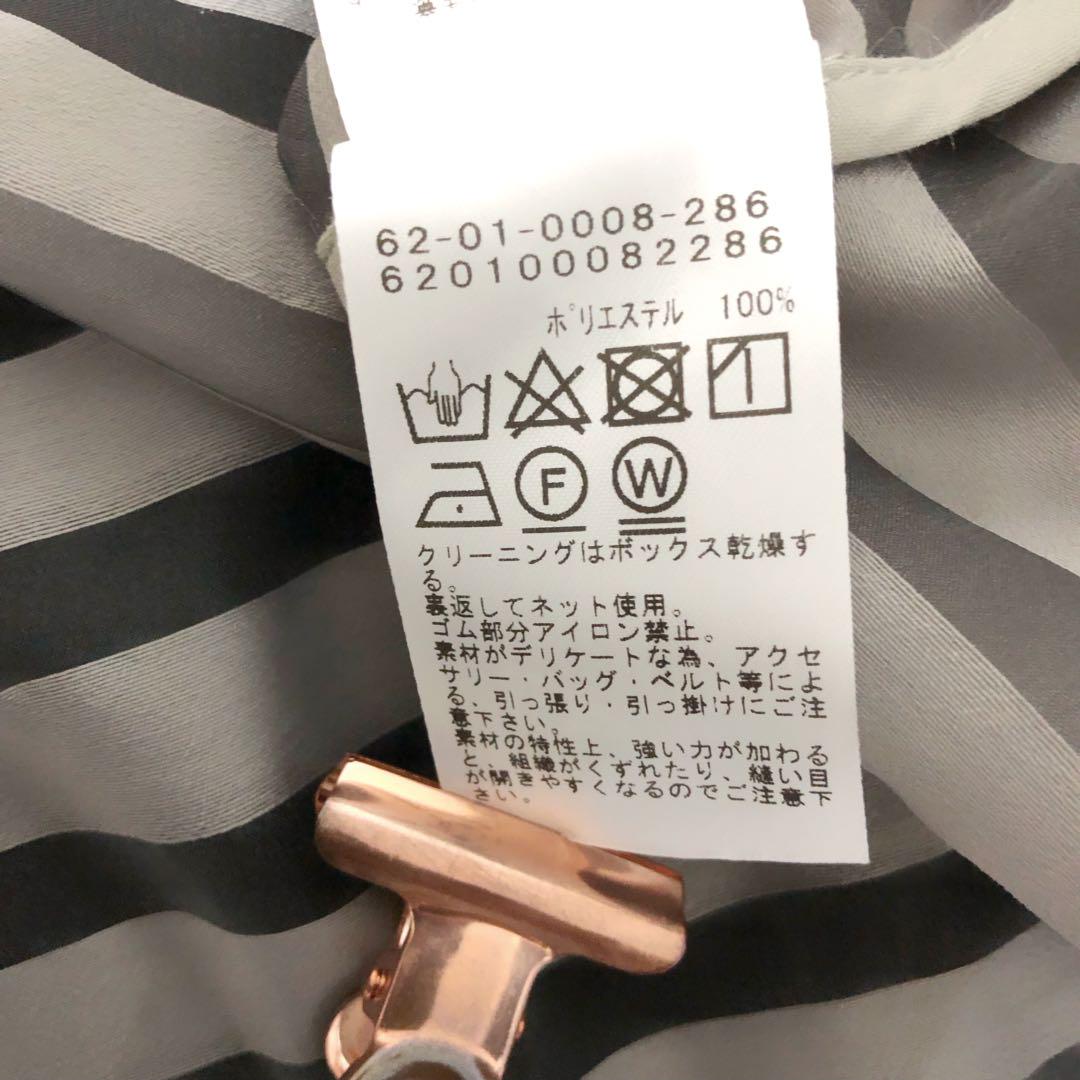 62-01-0008-286
620100082286
ポリエステル 100%
F W
クリーニングはボックス乾燥す
る。
裏返してネット使用。
ゴム部分アイロン禁止。
素材がデリケートな為、アクセ
サリー・バッグ・ベルト等によ
る、引っ張り・引っ掛けにご注
意下さい。
素材の特性上、強い力が加わる
と、組織がくずれたり、縫い目
が開きやすくなるのでご注意下
さい。